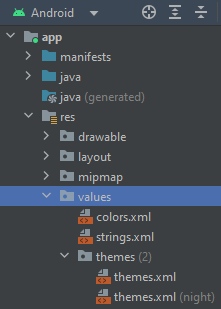 Android
app
manifests
java
java (generated)
res
drawable
layout
mipmap
values
colors.xml
strings.xml
themes (2)
themes.xml
themes.xml (night)